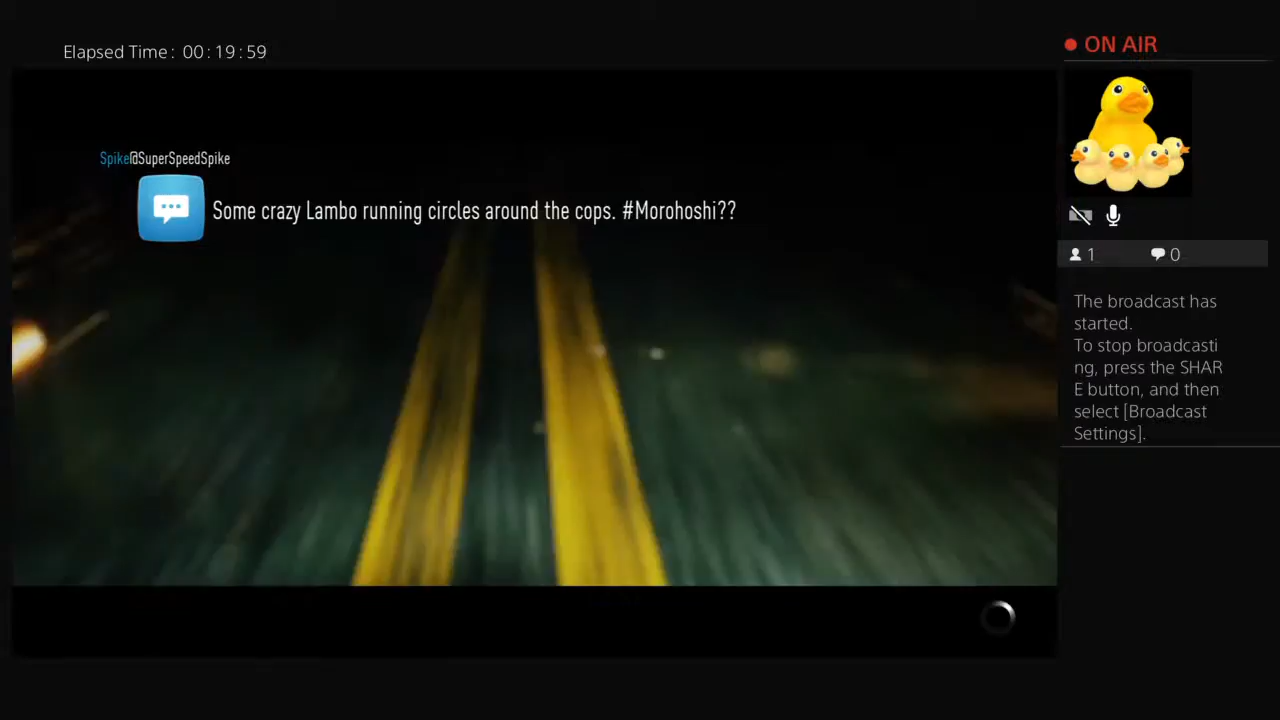 Elapsed Time: 00:19:59
ON AIR
Spike@SuperSpeedSpike
Some crazy Lambo running circles around the cops. #Morohoshi??
1
0
The broadcast has
started.
To stop broadcasti
ng, press the SHAR
E button, and then
select [Broadcast
Settings].